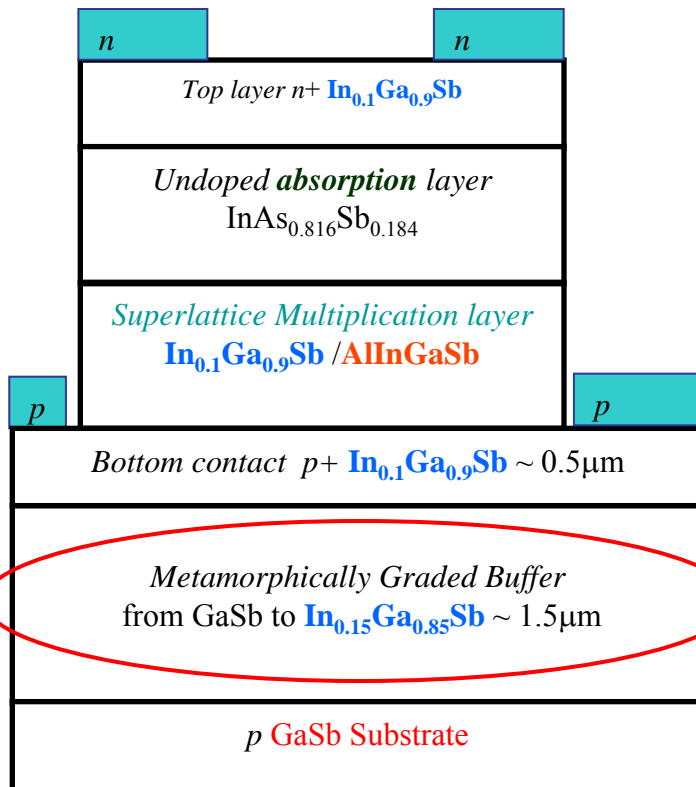 n n
Top layer n+ In₀.₁Ga₀.₉Sb
Undoped absorption layer
InAs₀.₈₁₆Sb₀.₁₈₄
Superlattice Multiplication layer
In₀.₁Ga₀.₉Sb /AlInGaSb
p p
Bottom contact p+ In₀.₁Ga₀.₉Sb ~ 0.5μm
Metamorphically Graded Buffer
from GaSb to In₀.₁₅Ga₀.₈₅Sb ~ 1.5μm
p GaSb Substrate